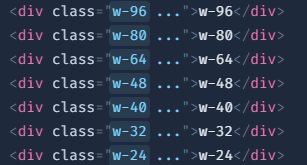 <div class="w-96 ...">w-96</div>
<div class="w-80 ...">w-80</div>
<div class="w-64 ...">w-64</div>
<div class="w-48 ...">w-48</div>
<div class="w-40 ...">w-40</div>
<div class="w-32 ...">w-32</div>
<div class="w-24 ...">w-24</div>